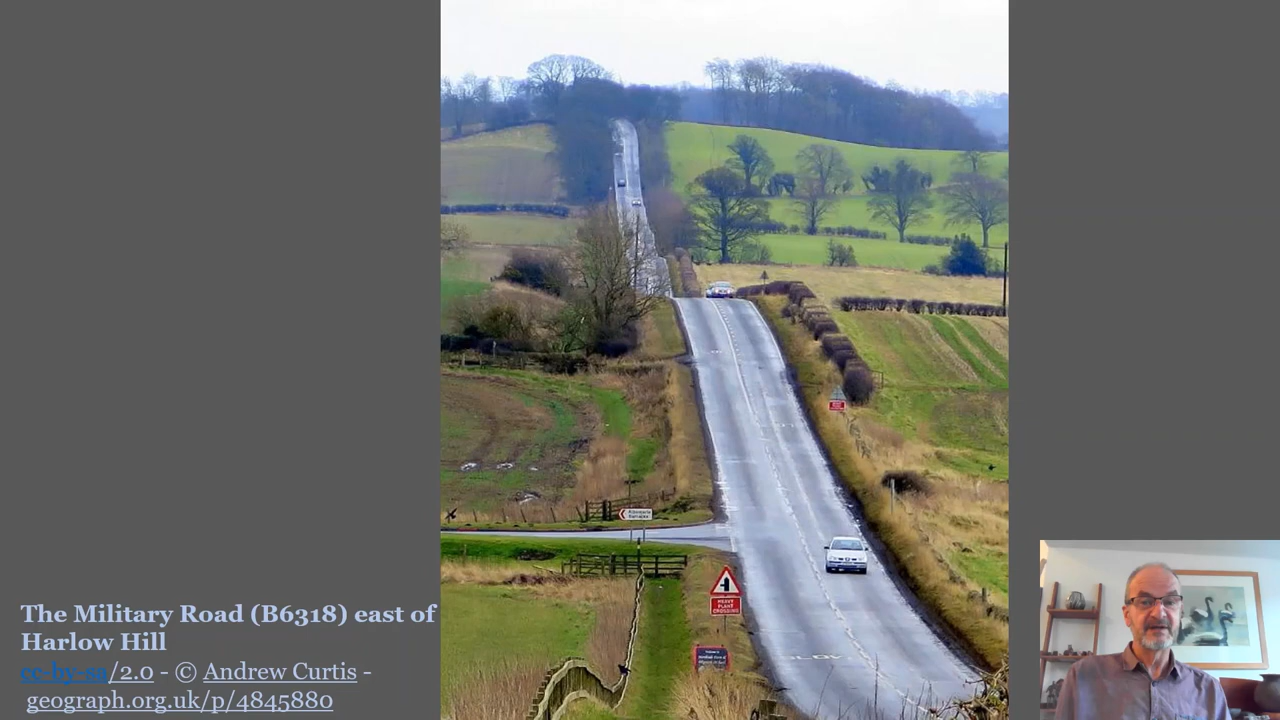 The Military Road (B6318) east of
Harlow Hill
cc-by-sa/2.0 - © Andrew Curtis -
geograph.org.uk/p/4845880
HEAVY
PLANT
CROSSING
SLOW